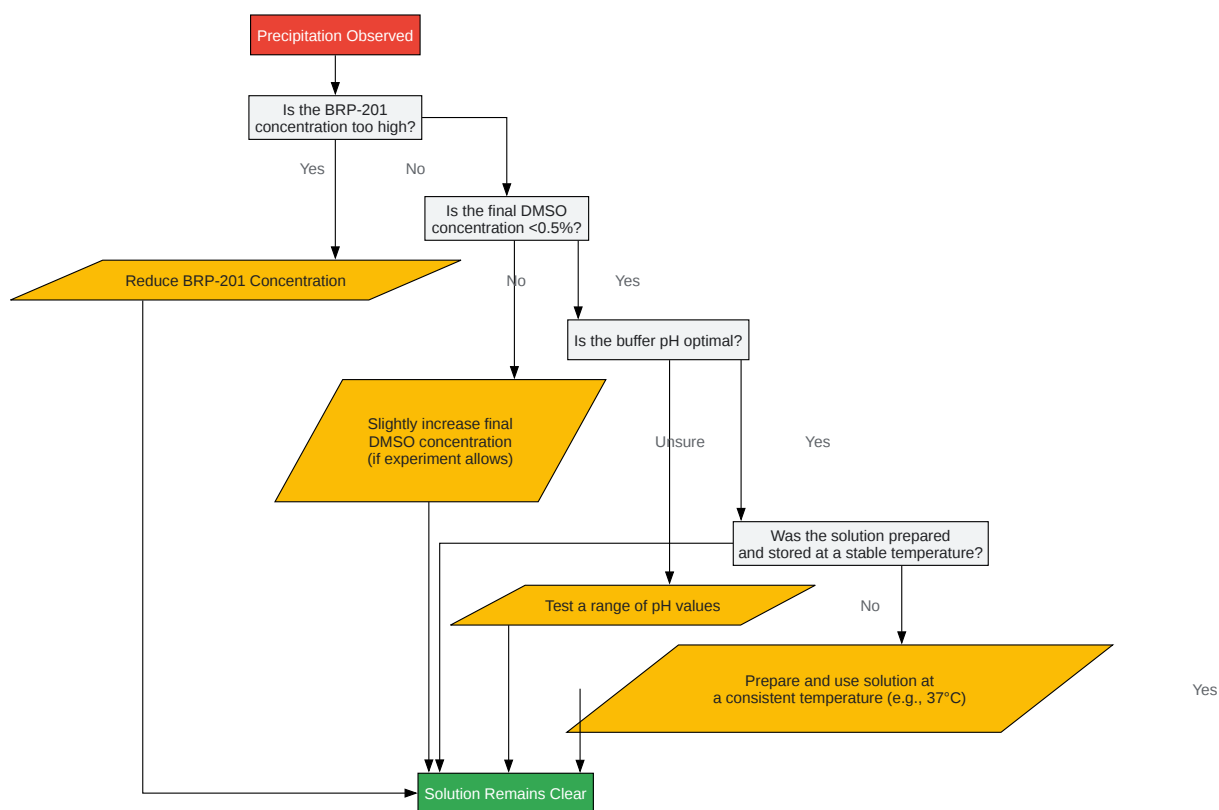 Precipitation Observed
Is the BRP-201
concentration too high?
Yes
No
Is the final DMSO
concentration <0.5%?
Reduce BRP-201 Concentration
No
Yes
Is the buffer pH optimal?
Slightly increase final
DMSO concentration
(if experiment allows)
Unsure
Yes
Was the solution prepared
and stored at a stable temperature?
Test a range of pH values
No
Prepare and use solution at
a consistent temperature (e.g., 37°C)
Yes
Solution Remains Clear